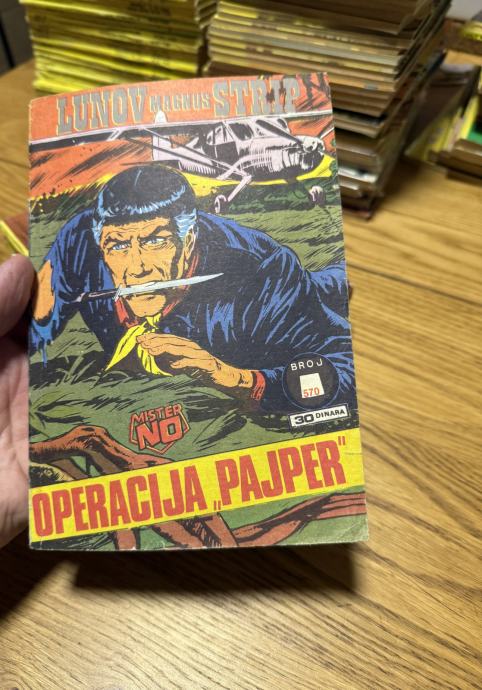 LUNOV MAGNUS STRIP
BROJ
570
30 DINARA
MISTER
NO
OPERACIJA „PAJPER"